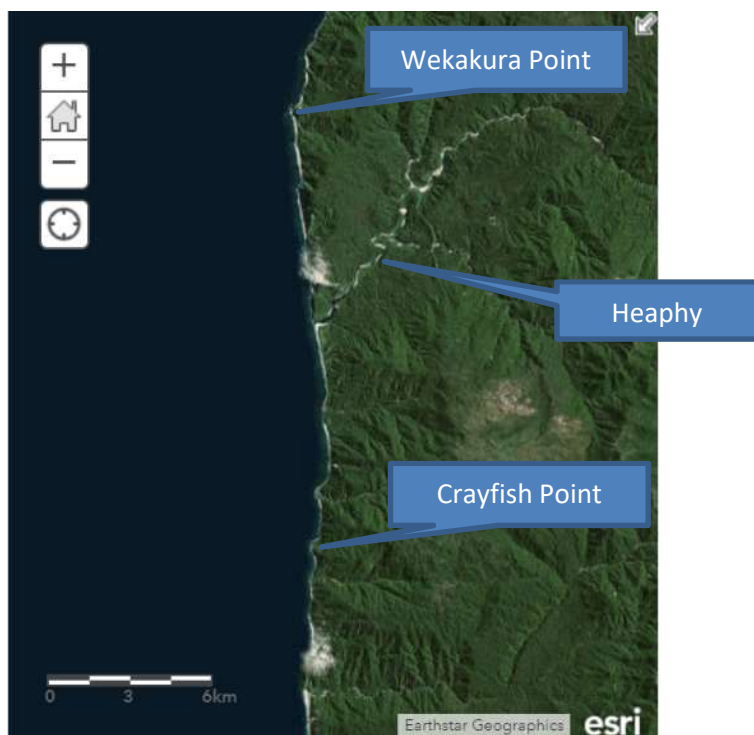 Wekakura Point
Heaphy
Crayfish Point
0 3 6km
Earthstar Geographics
esri